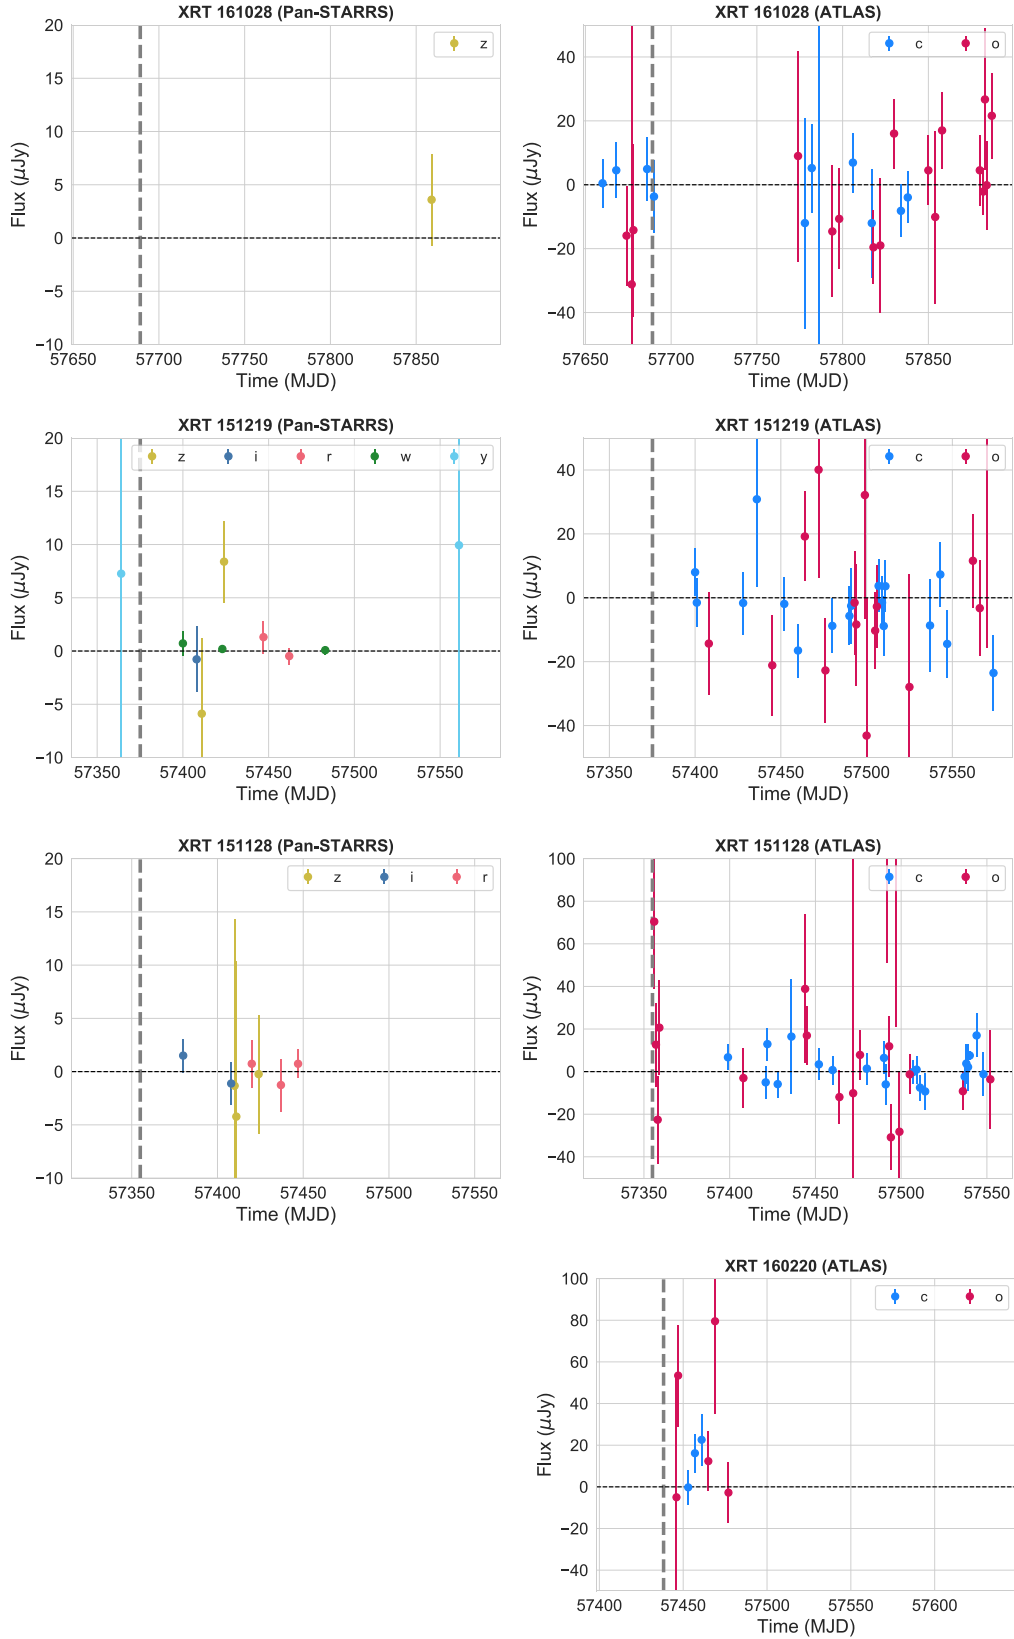 XRT 161028 (Pan-STARRS)
z
20
15
10
5
0
−5
−10
Flux (μJy)
57650 57700 57750 57800 57850
Time (MJD)
XRT 161028 (ATLAS)
c o
40
20
0
−20
−40
Flux (μJy)
57650 57700 57750 57800 57850
Time (MJD)
XRT 151219 (Pan-STARRS)
z i r w y
20
15
10
5
0
−5
−10
Flux (μJy)
57350 57400 57450 57500 57550
Time (MJD)
XRT 151219 (ATLAS)
c o
40
20
0
−20
−40
Flux (μJy)
57350 57400 57450 57500 57550
Time (MJD)
XRT 151128 (Pan-STARRS)
z i r
20
15
10
5
0
−5
−10
Flux (μJy)
57350 57400 57450 57500 57550
Time (MJD)
XRT 151128 (ATLAS)
c o
100
80
60
40
20
0
−20
−40
Flux (μJy)
57350 57400 57450 57500 57550
Time (MJD)
XRT 160220 (ATLAS)
c o
100
80
60
40
20
0
−20
−40
Flux (μJy)
57400 57450 57500 57550 57600
Time (MJD)